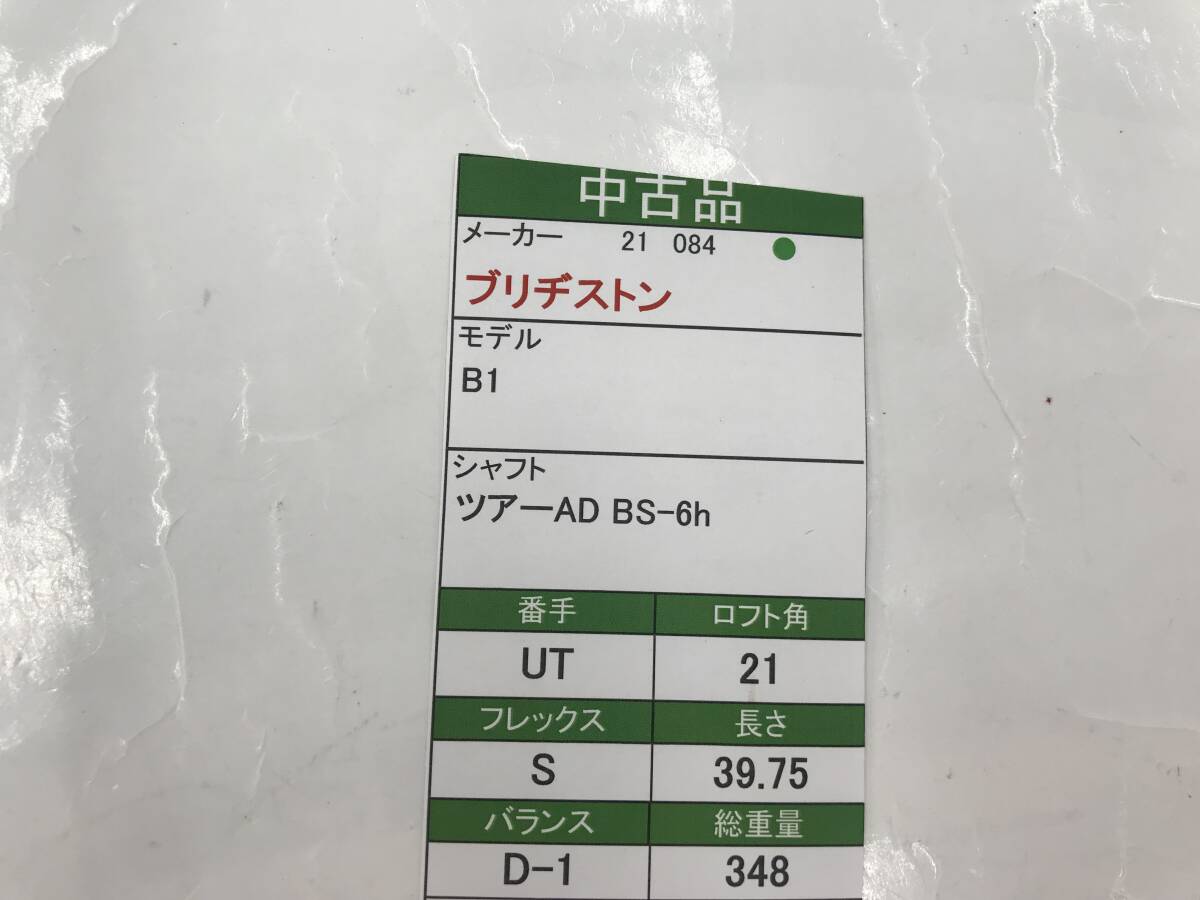 中古品
メーカー 21 084
ブリヂストン
モデル
B1
シャフト
ツアーAD BS-6h
番手 ロフト角
UT 21
フレックス 長さ
S 39.75
バランス 総重量
D-1 348